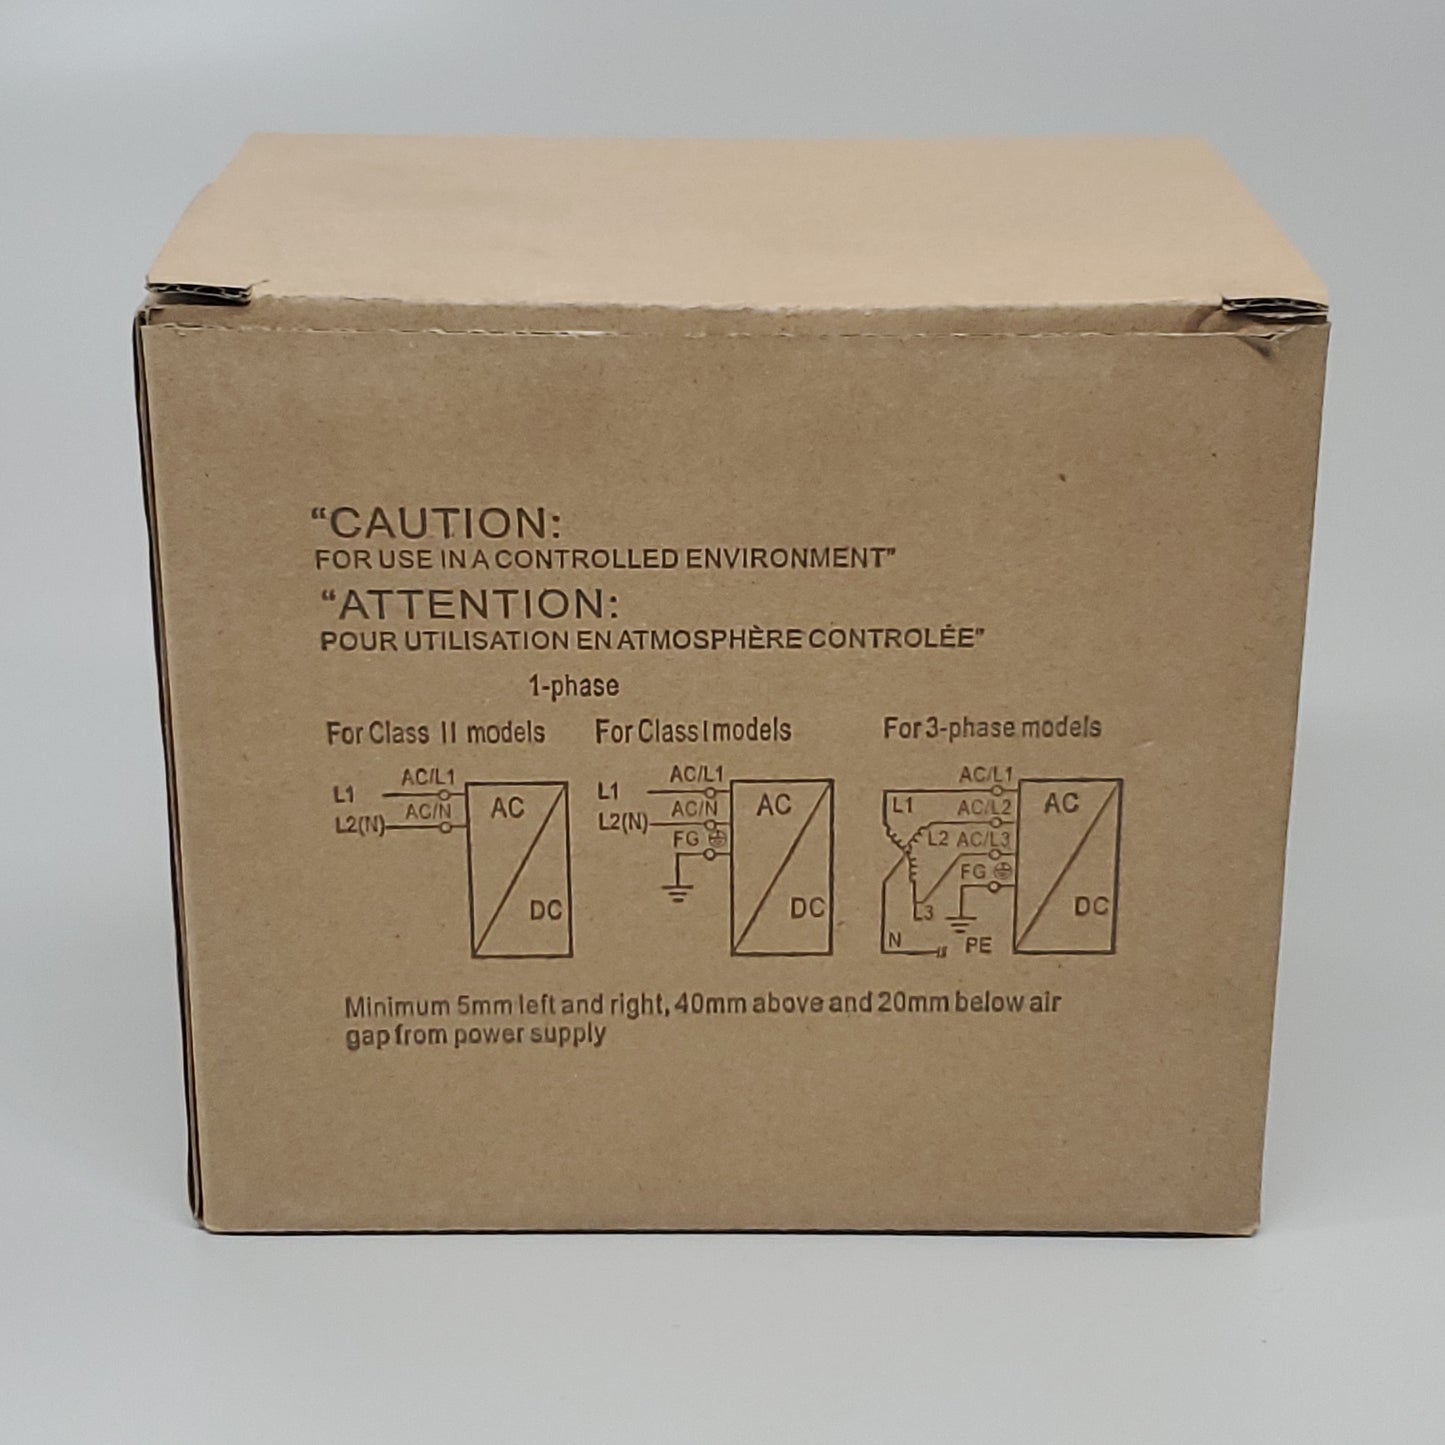 “CAUTION:
FOR USE IN A CONTROLLED ENVIRONMENT”
“ATTENTION:
POUR UTILISATION EN ATMOSPHÈRE CONTROLÉE”
1-phase
For Class II models
L1
AC/L1
L2(N)
AC/N
AC
DC
For Class I models
L1
AC/L1
L2(N)
AC/N
FG
AC
DC
For 3-phase models
AC/L1
L1
AC/L2
L2
AC/L3
FG
L3
N
PE
AC
DC
Minimum 5mm left and right, 40mm above and 20mm below air
gap from power supply